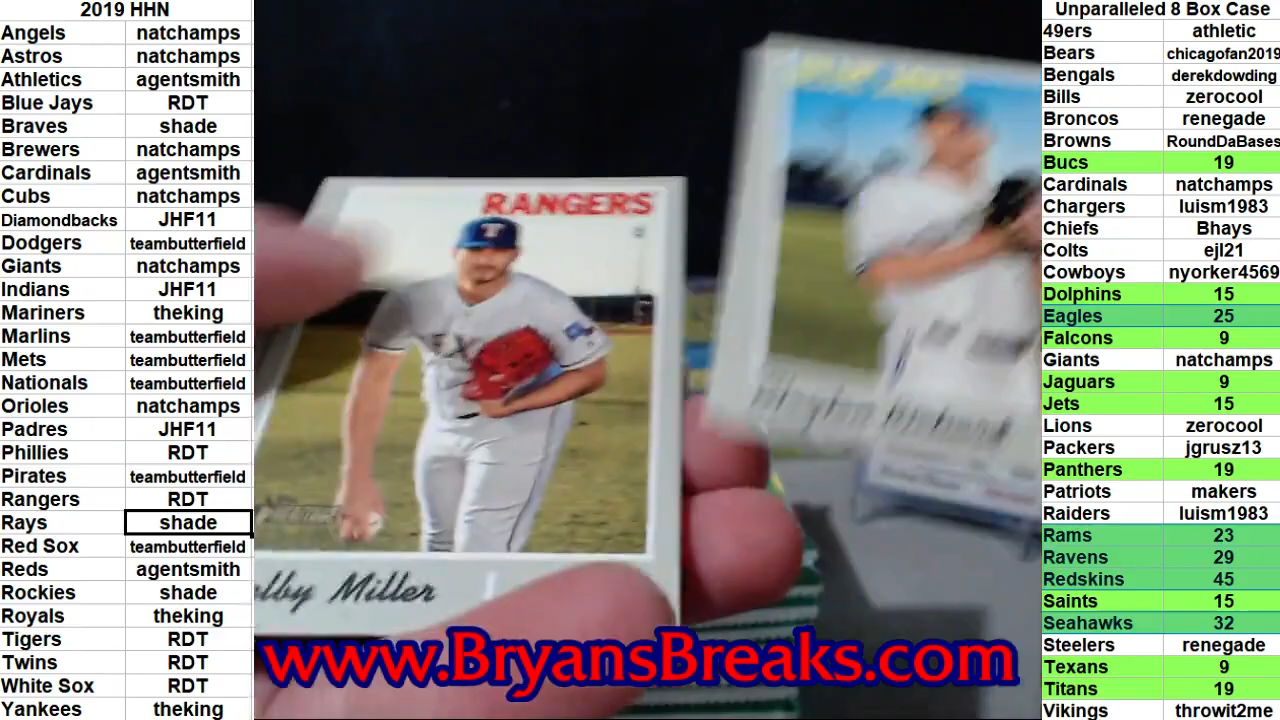 2019 HHN
Angels natchamps
Astros natchamps
Athletics agentsmith
Blue Jays RDT
Braves shade
Brewers natchamps
Cardinals agentsmith
Cubs natchamps
Diamondbacks JHF11
Dodgers teambutterfield
Giants natchamps
Indians JHF11
Mariners theking
Marlins teambutterfield
Mets teambutterfield
Nationals teambutterfield
Orioles natchamps
Padres JHF11
Phillies RDT
Pirates teambutterfield
Rangers RDT
Rays shade
Red Sox teambutterfield
Reds agentsmith
Rockies shade
Royals theking
Tigers RDT
Twins RDT
White Sox RDT
Yankees theking
RANGERS
T
elby Miller
www.BryansBreaks.com
Unparalleled 8 Box Case
49ers athletic
Bears chicagofan2019
Bengals derekdowding
Bills zerocool
Broncos renegade
Browns RoundDaBases
Bucs 19
Cardinals natchamps
Chargers luism1983
Chiefs Bhays
Colts ejl21
Cowboys nyorker4569
Dolphins 15
Eagles 25
Falcons 9
Giants natchamps
Jaguars 9
Jets 15
Lions zerocool
Packers jgrusz13
Panthers 19
Patriots makers
Raiders luism1983
Rams 23
Ravens 29
Redskins 45
Saints 15
Seahawks 32
Steelers renegade
Texans 9
Titans 19
Vikings throwit2me